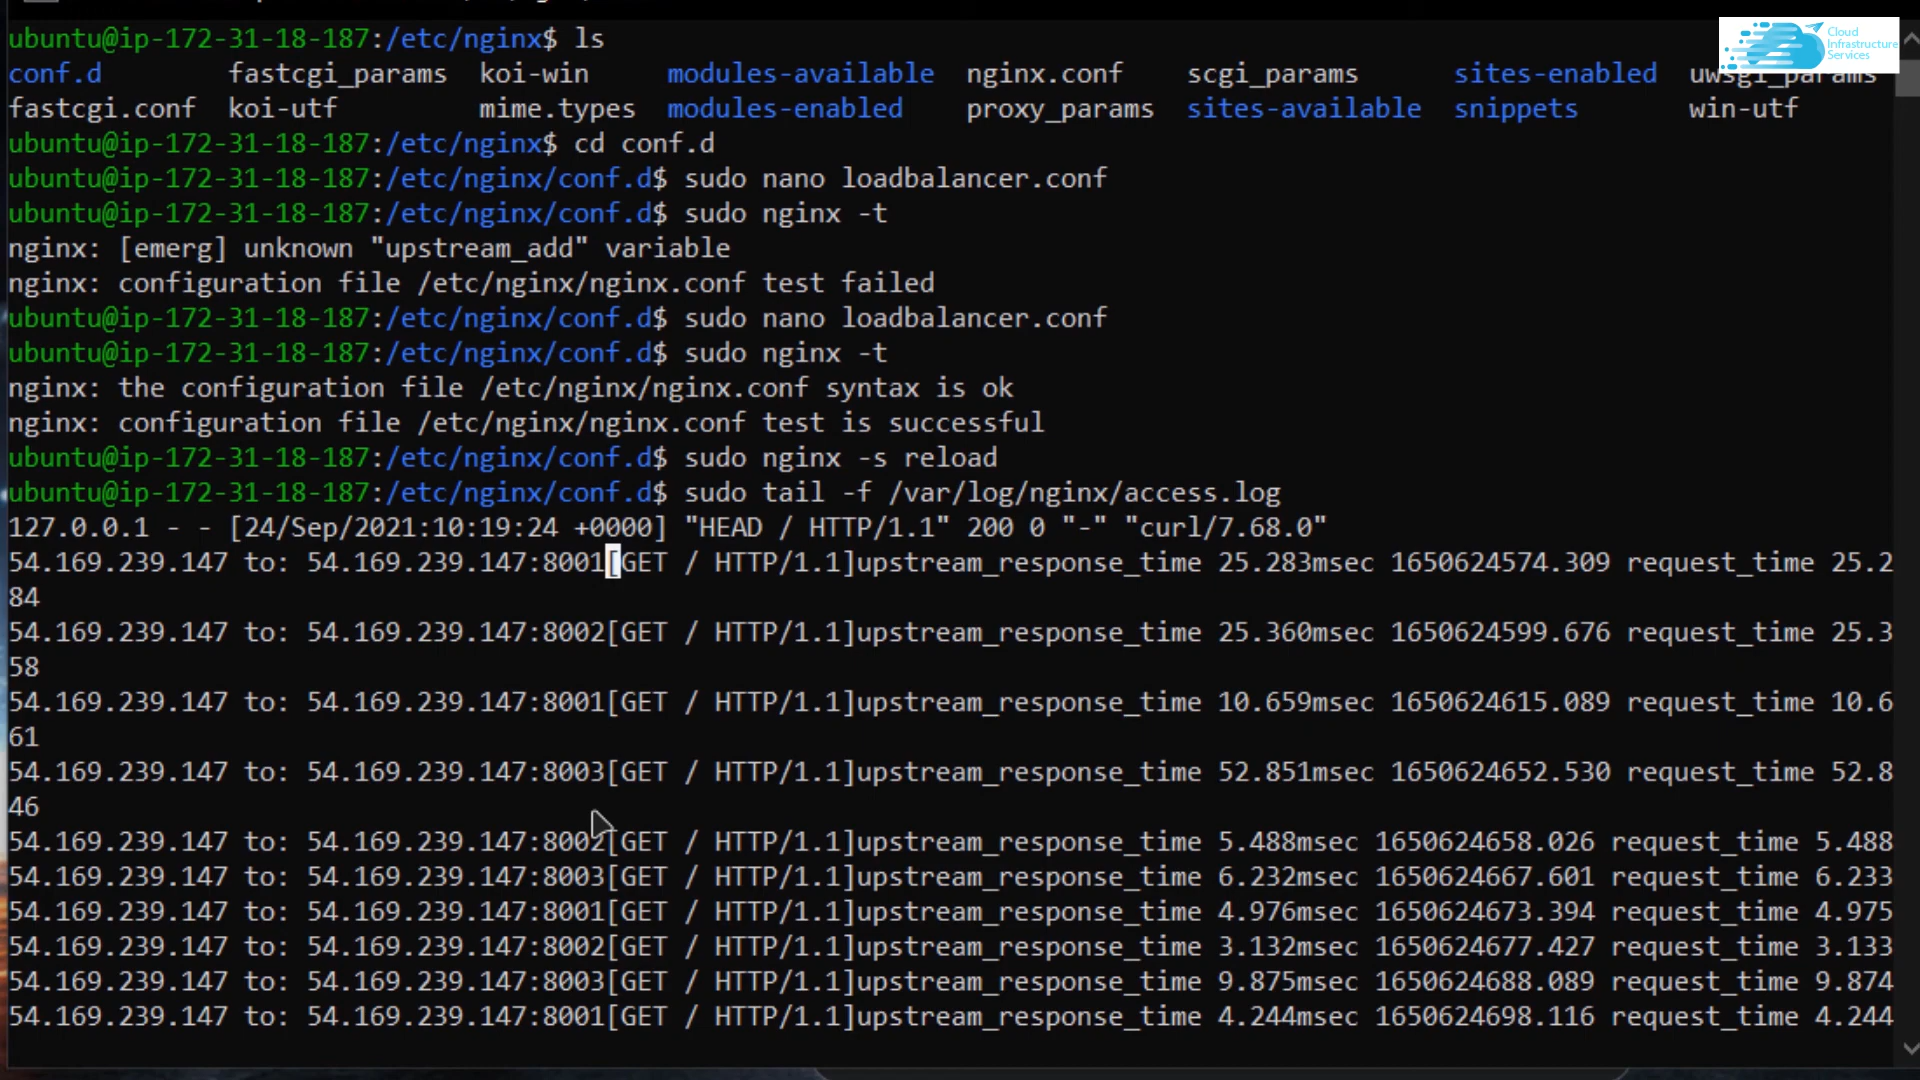 ubuntu@ip-172-31-18-187:/etc/nginx$ ls
conf.d fastcgi_params koi-win modules-available nginx.conf scgi_params sites-enabled uwsgi_params
fastcgi.conf koi-utf mime.types modules-enabled proxy_params sites-available snippets win-utf
ubuntu@ip-172-31-18-187:/etc/nginx$ cd conf.d
ubuntu@ip-172-31-18-187:/etc/nginx/conf.d$ sudo nano loadbalancer.conf
ubuntu@ip-172-31-18-187:/etc/nginx/conf.d$ sudo nginx -t
nginx: [emerg] unknown "upstream_add" variable
nginx: configuration file /etc/nginx/nginx.conf test failed
ubuntu@ip-172-31-18-187:/etc/nginx/conf.d$ sudo nano loadbalancer.conf
ubuntu@ip-172-31-18-187:/etc/nginx/conf.d$ sudo nginx -t
nginx: the configuration file /etc/nginx/nginx.conf syntax is ok
nginx: configuration file /etc/nginx/nginx.conf test is successful
ubuntu@ip-172-31-18-187:/etc/nginx/conf.d$ sudo nginx -s reload
ubuntu@ip-172-31-18-187:/etc/nginx/conf.d$ sudo tail -f /var/log/nginx/access.log
127.0.0.1 - - [24/Sep/2021:10:19:24 +0000] "HEAD / HTTP/1.1" 200 0 "-" "curl/7.68.0"
54.169.239.147 to: 54.169.239.147:8001[GET / HTTP/1.1]upstream_response_time 25.283msec 1650624574.309 request_time 25.2
84
54.169.239.147 to: 54.169.239.147:8002[GET / HTTP/1.1]upstream_response_time 25.360msec 1650624599.676 request_time 25.3
58
54.169.239.147 to: 54.169.239.147:8001[GET / HTTP/1.1]upstream_response_time 10.659msec 1650624615.089 request_time 10.6
61
54.169.239.147 to: 54.169.239.147:8003[GET / HTTP/1.1]upstream_response_time 52.851msec 1650624652.530 request_time 52.8
46
54.169.239.147 to: 54.169.239.147:8002[GET / HTTP/1.1]upstream_response_time 5.488msec 1650624658.026 request_time 5.488
54.169.239.147 to: 54.169.239.147:8003[GET / HTTP/1.1]upstream_response_time 6.232msec 1650624667.601 request_time 6.233
54.169.239.147 to: 54.169.239.147:8001[GET / HTTP/1.1]upstream_response_time 4.976msec 1650624673.394 request_time 4.975
54.169.239.147 to: 54.169.239.147:8002[GET / HTTP/1.1]upstream_response_time 3.132msec 1650624677.427 request_time 3.133
54.169.239.147 to: 54.169.239.147:8003[GET / HTTP/1.1]upstream_response_time 9.875msec 1650624688.089 request_time 9.874
54.169.239.147 to: 54.169.239.147:8001[GET / HTTP/1.1]upstream_response_time 4.244msec 1650624698.116 request_time 4.244
Cloud
Infrastructure
Services